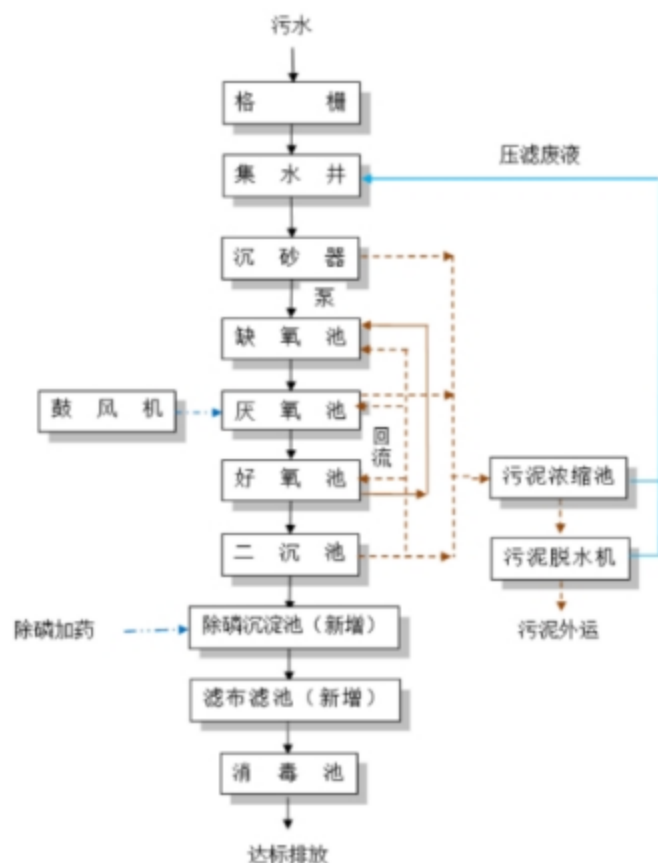 污水
格 栅
压滤废液
集 水 井
沉 砂 器
泵
缺 氧 池
鼓 风 机
厌 氧 池
回流
好 氧 池
污泥浓缩池
二 沉 池
污泥脱水机
除磷加药
除磷沉淀池（新增）
污泥外运
滤布滤池（新增）
消 毒 池
达标排放